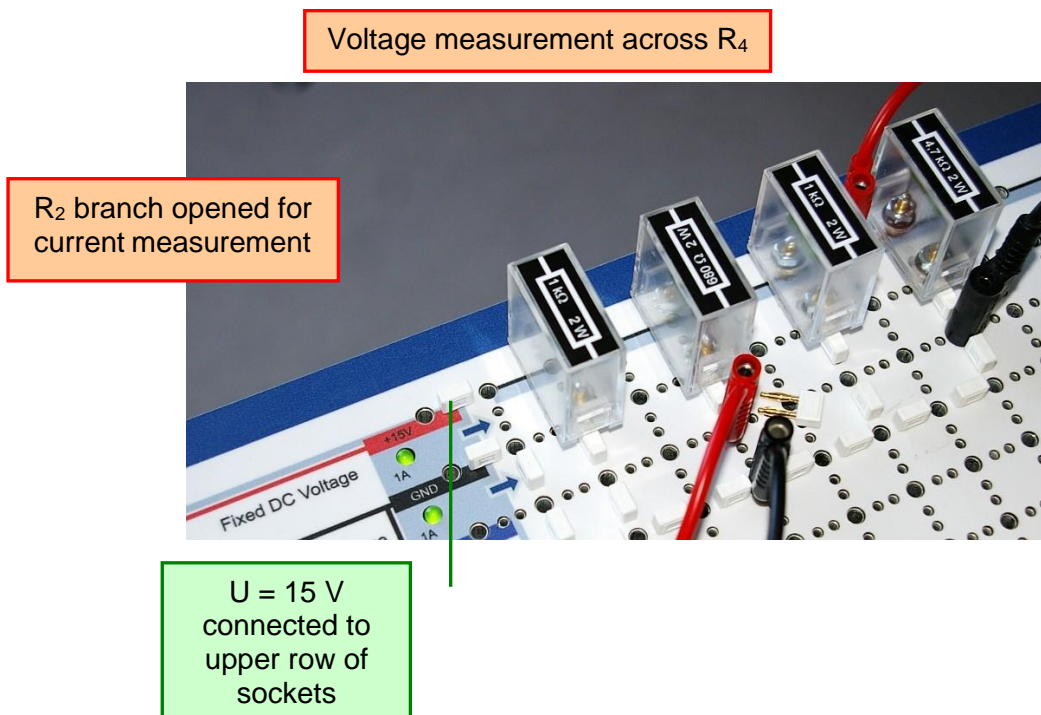 Voltage measurement across R₄
R₂ branch opened for
current measurement
4,7 kΩ 2 W
1 kΩ 2 W
680 Ω 2 W
1 kΩ 2 W
+15V
1A
GND
Fixed DC Voltage
1A
U = 15 V
connected to
upper row of
sockets